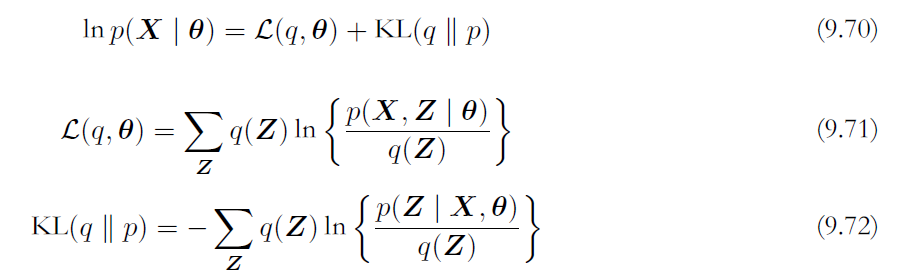 ln p(X | θ) = ℒ(q, θ) + KL(q ∥ p) (9.70)
ℒ(q, θ) = ∑_Z q(Z) ln { p(X, Z | θ) / q(Z) } (9.71)
KL(q ∥ p) = − ∑_Z q(Z) ln { p(Z | X, θ) / q(Z) } (9.72)